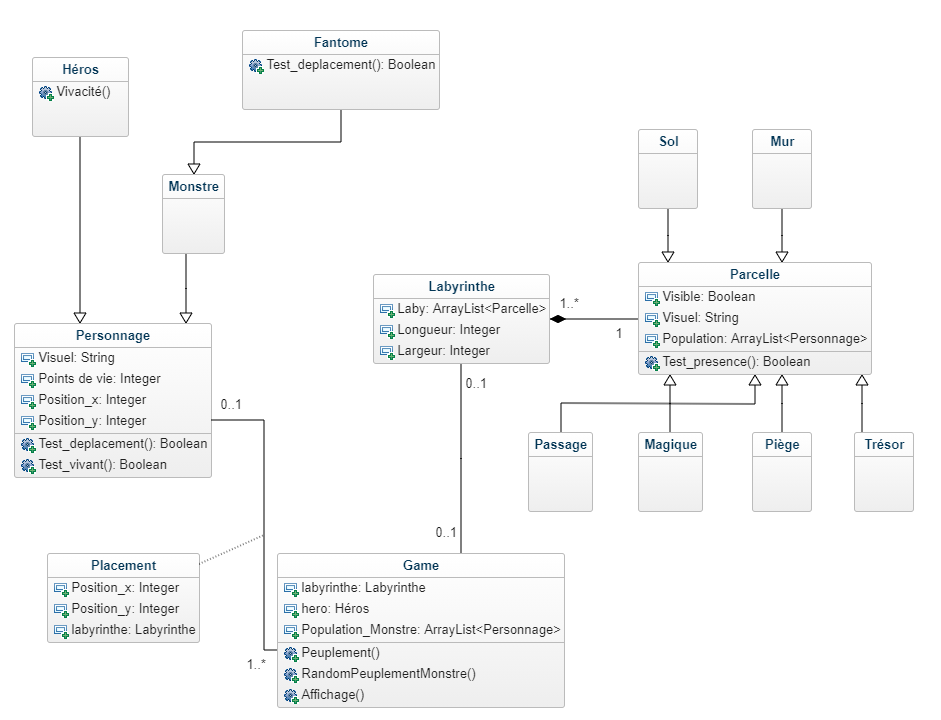 Fantome
Test_deplacement(): Boolean
Héros
Vivacité()
Monstre
Sol
Mur
Labyrinthe
Laby: ArrayList<Parcelle>
Longueur: Integer
Largeur: Integer
1..*
1
Parcelle
Visible: Boolean
Visuel: String
Population: ArrayList<Personnage>
Test_presence(): Boolean
Personnage
Visuel: String
Points de vie: Integer
Position_x: Integer
Position_y: Integer
Test_deplacement(): Boolean
Test_vivant(): Boolean
0..1
0..1
Passage
Magique
Piège
Trésor
0..1
Placement
Position_x: Integer
Position_y: Integer
labyrinthe: Labyrinthe
1..*
Game
labyrinthe: Labyrinthe
hero: Héros
Population_Monstre: ArrayList<Personnage>
Peuplement()
RandomPeuplementMonstre()
Affichage()